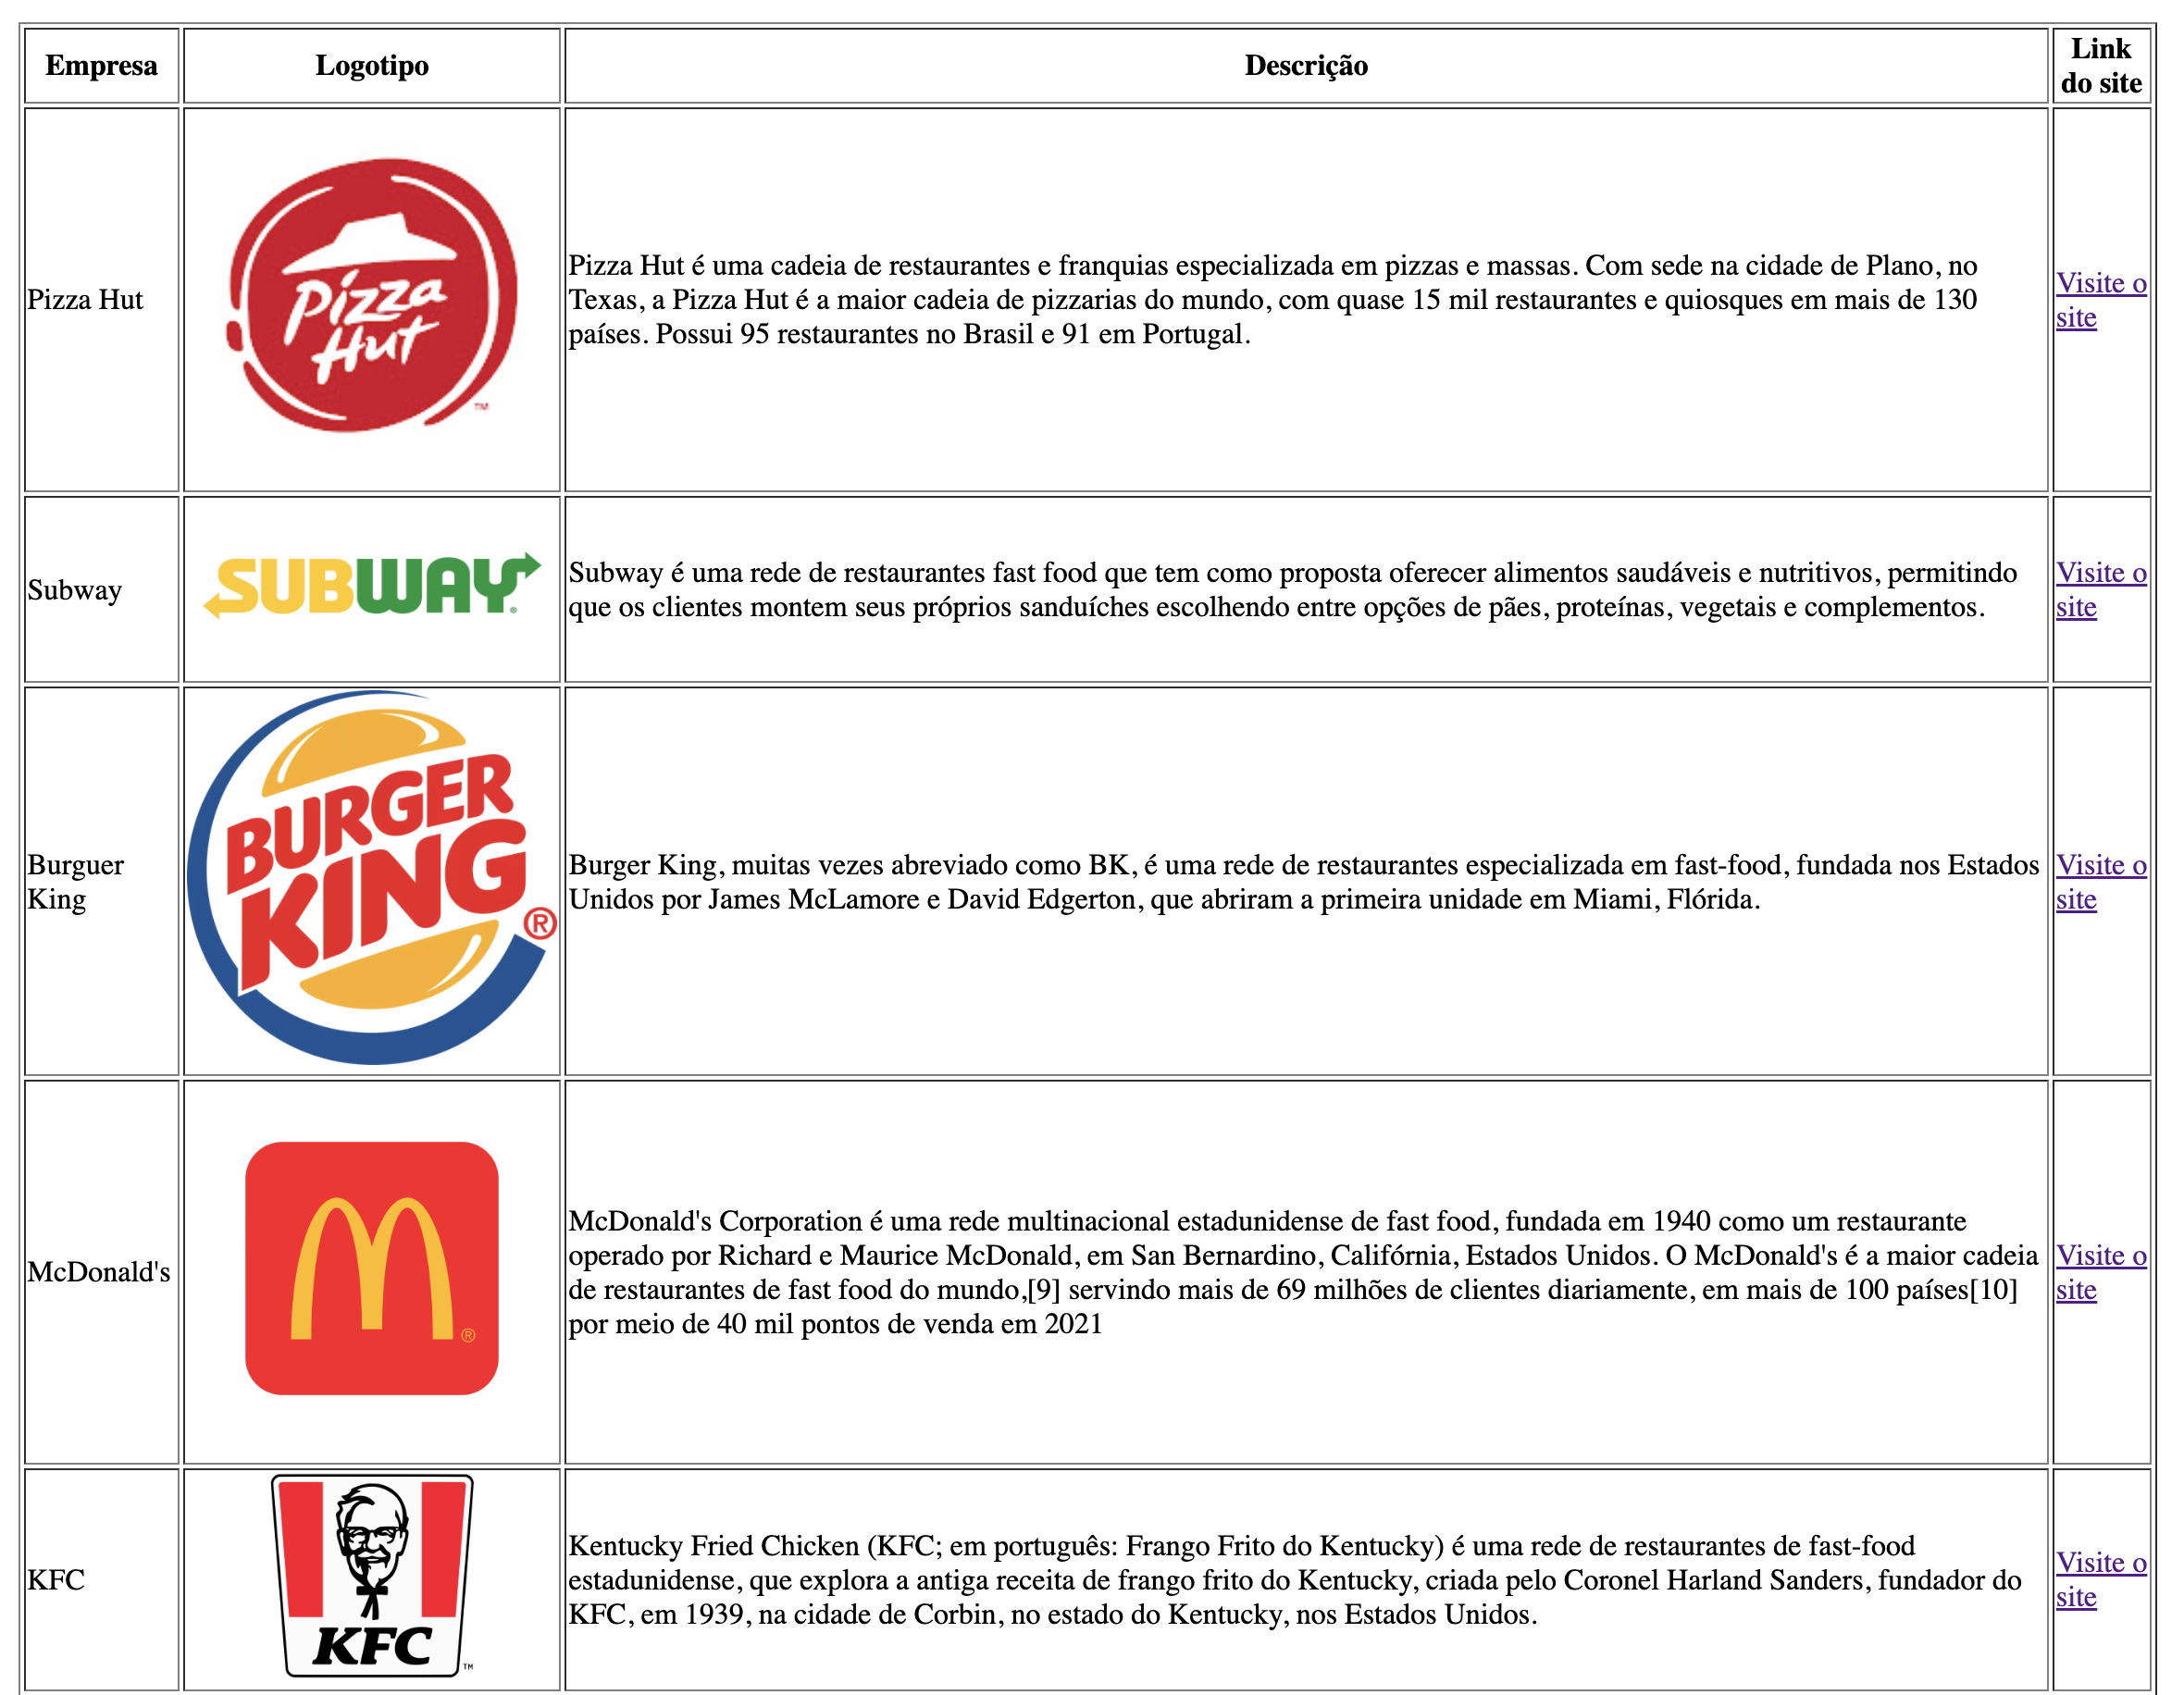 Empresa
Logotipo
Descrição
Link
do site
Pizza Hut
Pizza
Hut
TM
Pizza Hut é uma cadeia de restaurantes e franquias especializada em pizzas e massas. Com sede na cidade de Plano, no
Texas, a Pizza Hut é a maior cadeia de pizzarias do mundo, com quase 15 mil restaurantes e quiosques em mais de 130
países. Possui 95 restaurantes no Brasil e 91 em Portugal.
Visite o
site
Subway
SUBWAY
Subway é uma rede de restaurantes fast food que tem como proposta oferecer alimentos saudáveis e nutritivos, permitindo
que os clientes montem seus próprios sanduíches escolhendo entre opções de pães, proteínas, vegetais e complementos.
Visite o
site
Burguer
King
BURGER
KING
®
Burger King, muitas vezes abreviado como BK, é uma rede de restaurantes especializada em fast-food, fundada nos Estados
Unidos por James McLamore e David Edgerton, que abriram a primeira unidade em Miami, Flórida.
Visite o
site
McDonald's
M
®
McDonald's Corporation é uma rede multinacional estadunidense de fast food, fundada em 1940 como um restaurante
operado por Richard e Maurice McDonald, em San Bernardino, Califórnia, Estados Unidos. O McDonald's é a maior cadeia
de restaurantes de fast food do mundo,[9] servindo mais de 69 milhões de clientes diariamente, em mais de 100 países[10]
por meio de 40 mil pontos de venda em 2021
Visite o
site
KFC
KFC
TM
Kentucky Fried Chicken (KFC; em português: Frango Frito do Kentucky) é uma rede de restaurantes de fast-food
estadunidense, que explora a antiga receita de frango frito do Kentucky, criada pelo Coronel Harland Sanders, fundador do
KFC, em 1939, na cidade de Corbin, no estado do Kentucky, nos Estados Unidos.
Visite o
site